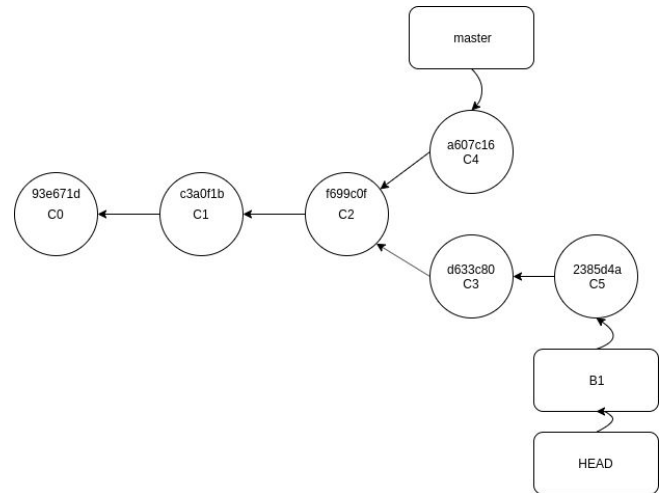 master
a607c16
C4
93e671d
C0
c3a0f1b
C1
f699c0f
C2
d633c80
C3
2385d4a
C5
B1
HEAD